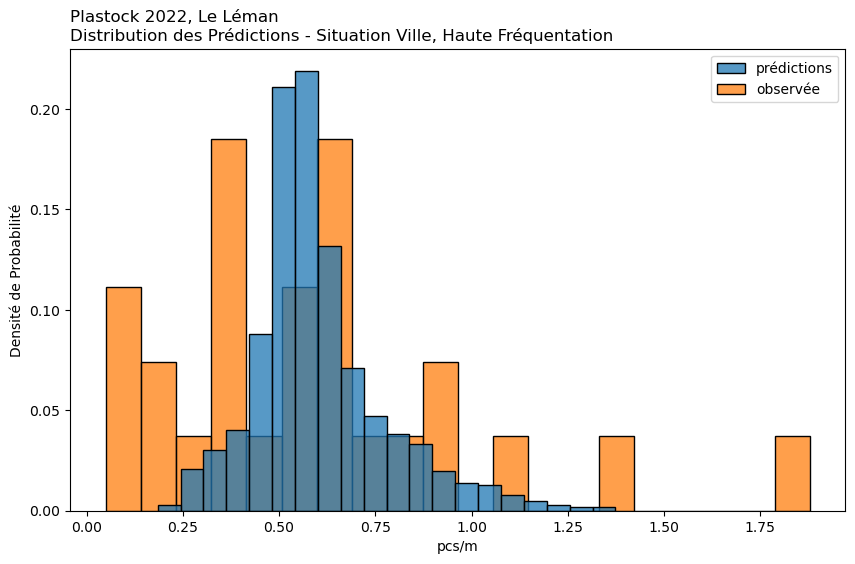 Plastock 2022, Le Léman
Distribution des Prédictions - Situation Ville, Haute Fréquentation
prédictions
observée
Densité de Probabilité
0.20
0.15
0.10
0.05
0.00
0.00 0.25 0.50 0.75 1.00 1.25 1.50 1.75
pcs/m